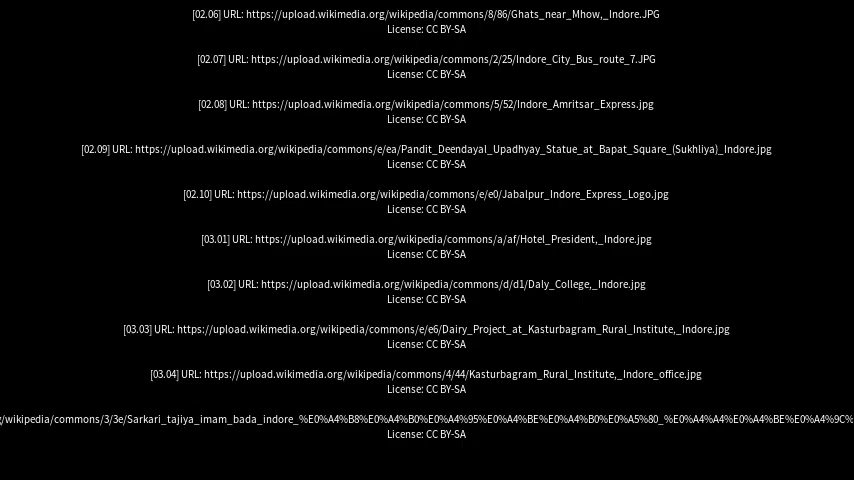 [02.06] URL: https://upload.wikimedia.org/wikipedia/commons/8/86/Ghats_near_Mhow,_Indore.JPG
License: CC BY-SA
[02.07] URL: https://upload.wikimedia.org/wikipedia/commons/2/25/Indore_City_Bus_route_7.JPG
License: CC BY-SA
[02.08] URL: https://upload.wikimedia.org/wikipedia/commons/5/52/Indore_Amritsar_Express.jpg
License: CC BY-SA
[02.09] URL: https://upload.wikimedia.org/wikipedia/commons/e/ea/Pandit_Deendayal_Upadhyay_Statue_at_Bapat_Square_(Sukhliya)_Indore.jpg
License: CC BY-SA
[02.10] URL: https://upload.wikimedia.org/wikipedia/commons/e/e0/Jabalpur_Indore_Express_Logo.jpg
License: CC BY-SA
[03.01] URL: https://upload.wikimedia.org/wikipedia/commons/a/af/Hotel_President,_Indore.jpg
License: CC BY-SA
[03.02] URL: https://upload.wikimedia.org/wikipedia/commons/d/d1/Daly_College,_Indore.jpg
License: CC BY-SA
[03.03] URL: https://upload.wikimedia.org/wikipedia/commons/e/e6/Dairy_Project_at_Kasturbagram_Rural_Institute,_Indore.jpg
License: CC BY-SA
[03.04] URL: https://upload.wikimedia.org/wikipedia/commons/4/44/Kasturbagram_Rural_Institute,_Indore_office.jpg
License: CC BY-SA
g/wikipedia/commons/3/3e/Sarkari_tajiya_imam_bada_indore_%E0%A4%B8%E0%A4%B0%E0%A4%95%E0%A4%BE%E0%A4%B0%E0%A5%80_%E0%A4%A4%E0%A4%BE%E0%A4%9C%
License: CC BY-SA